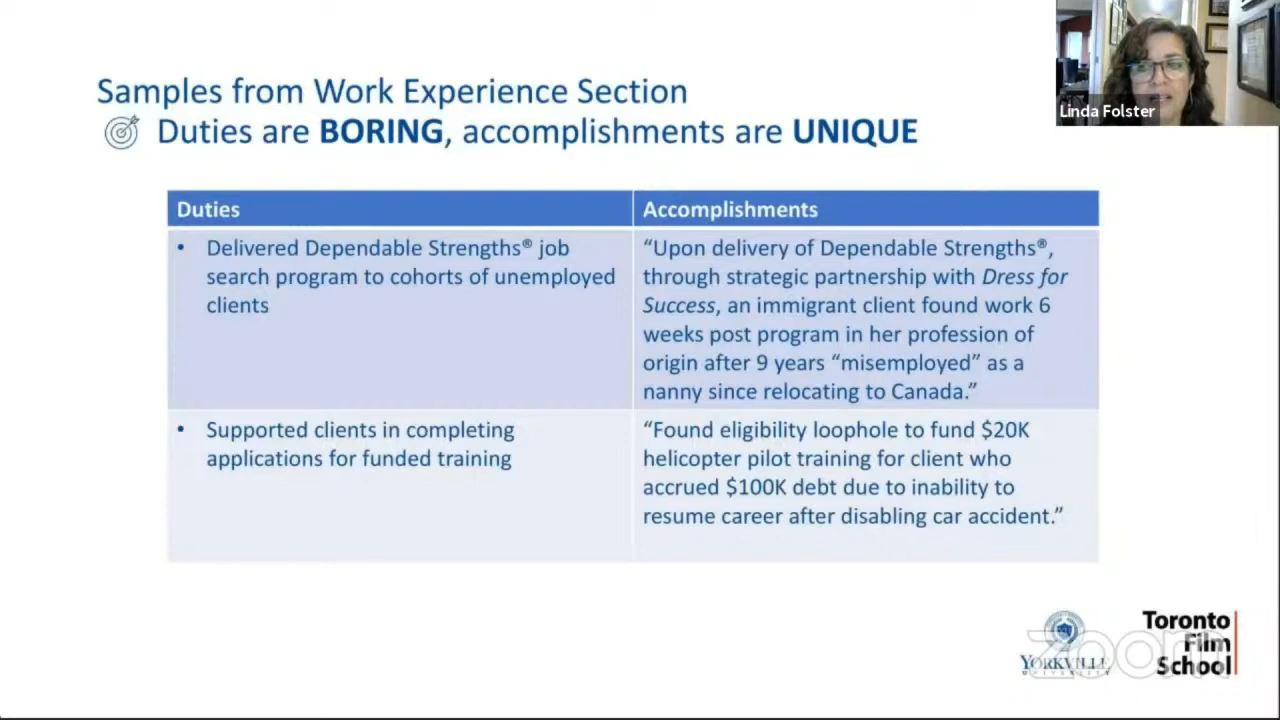 Linda Folster
Samples from Work Experience Section
Duties are BORING, accomplishments are UNIQUE
Duties
Accomplishments
• Delivered Dependable Strengths® job
search program to cohorts of unemployed
clients
“Upon delivery of Dependable Strengths®,
through strategic partnership with Dress for
Success, an immigrant client found work 6
weeks post program in her profession of
origin after 9 years “misemployed” as a
nanny since relocating to Canada.”
• Supported clients in completing
applications for funded training
“Found eligibility loophole to fund $20K
helicopter pilot training for client who
accrued $100K debt due to inability to
resume career after disabling car accident.”
YORKVILLE
UNIVERSITY
Toronto
Film
School
zoom